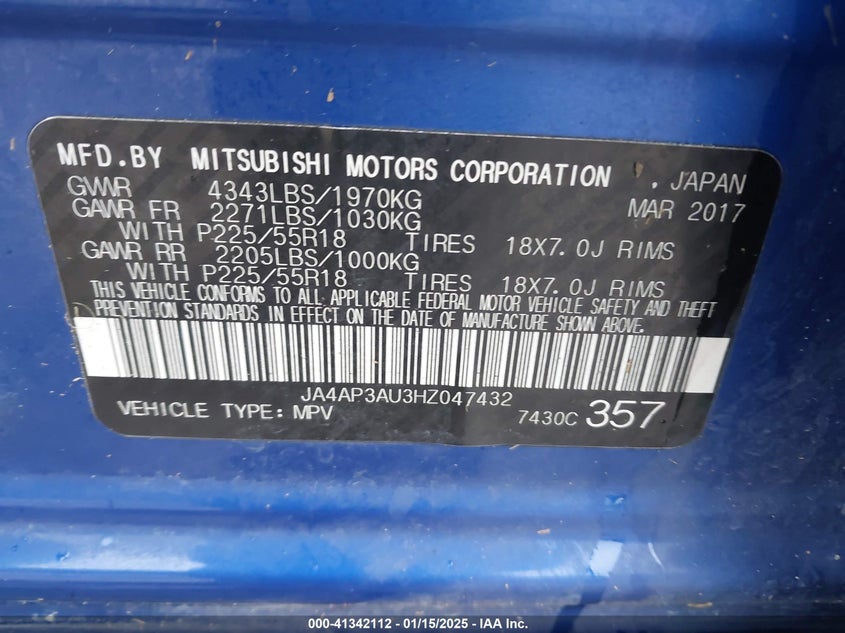 MFD.BY MITSUBISHI MOTORS CORPORATION . JAPAN
GVWR 4343LBS/1970KG MAR 2017
GAWR FR 2271LBS/1030KG
WITH P225/55R18 TIRES 18X7.0J RIMS
GAWR RR 2205LBS/1000KG
WITH P225/55R18 TIRES 18X7.0J RIMS
THIS VEHICLE CONFORMS TO ALL APPLICABLE FEDERAL MOTOR VEHICLE SAFETY AND THEFT
PREVENTION STANDARDS IN EFFECT ON THE DATE OF MANUFACTURE SHOWN ABOVE.
JA4AP3AU3HZ047432
VEHICLE TYPE: MPV 7430C 357
000-41342112 - 01/15/2025 - IAA Inc.